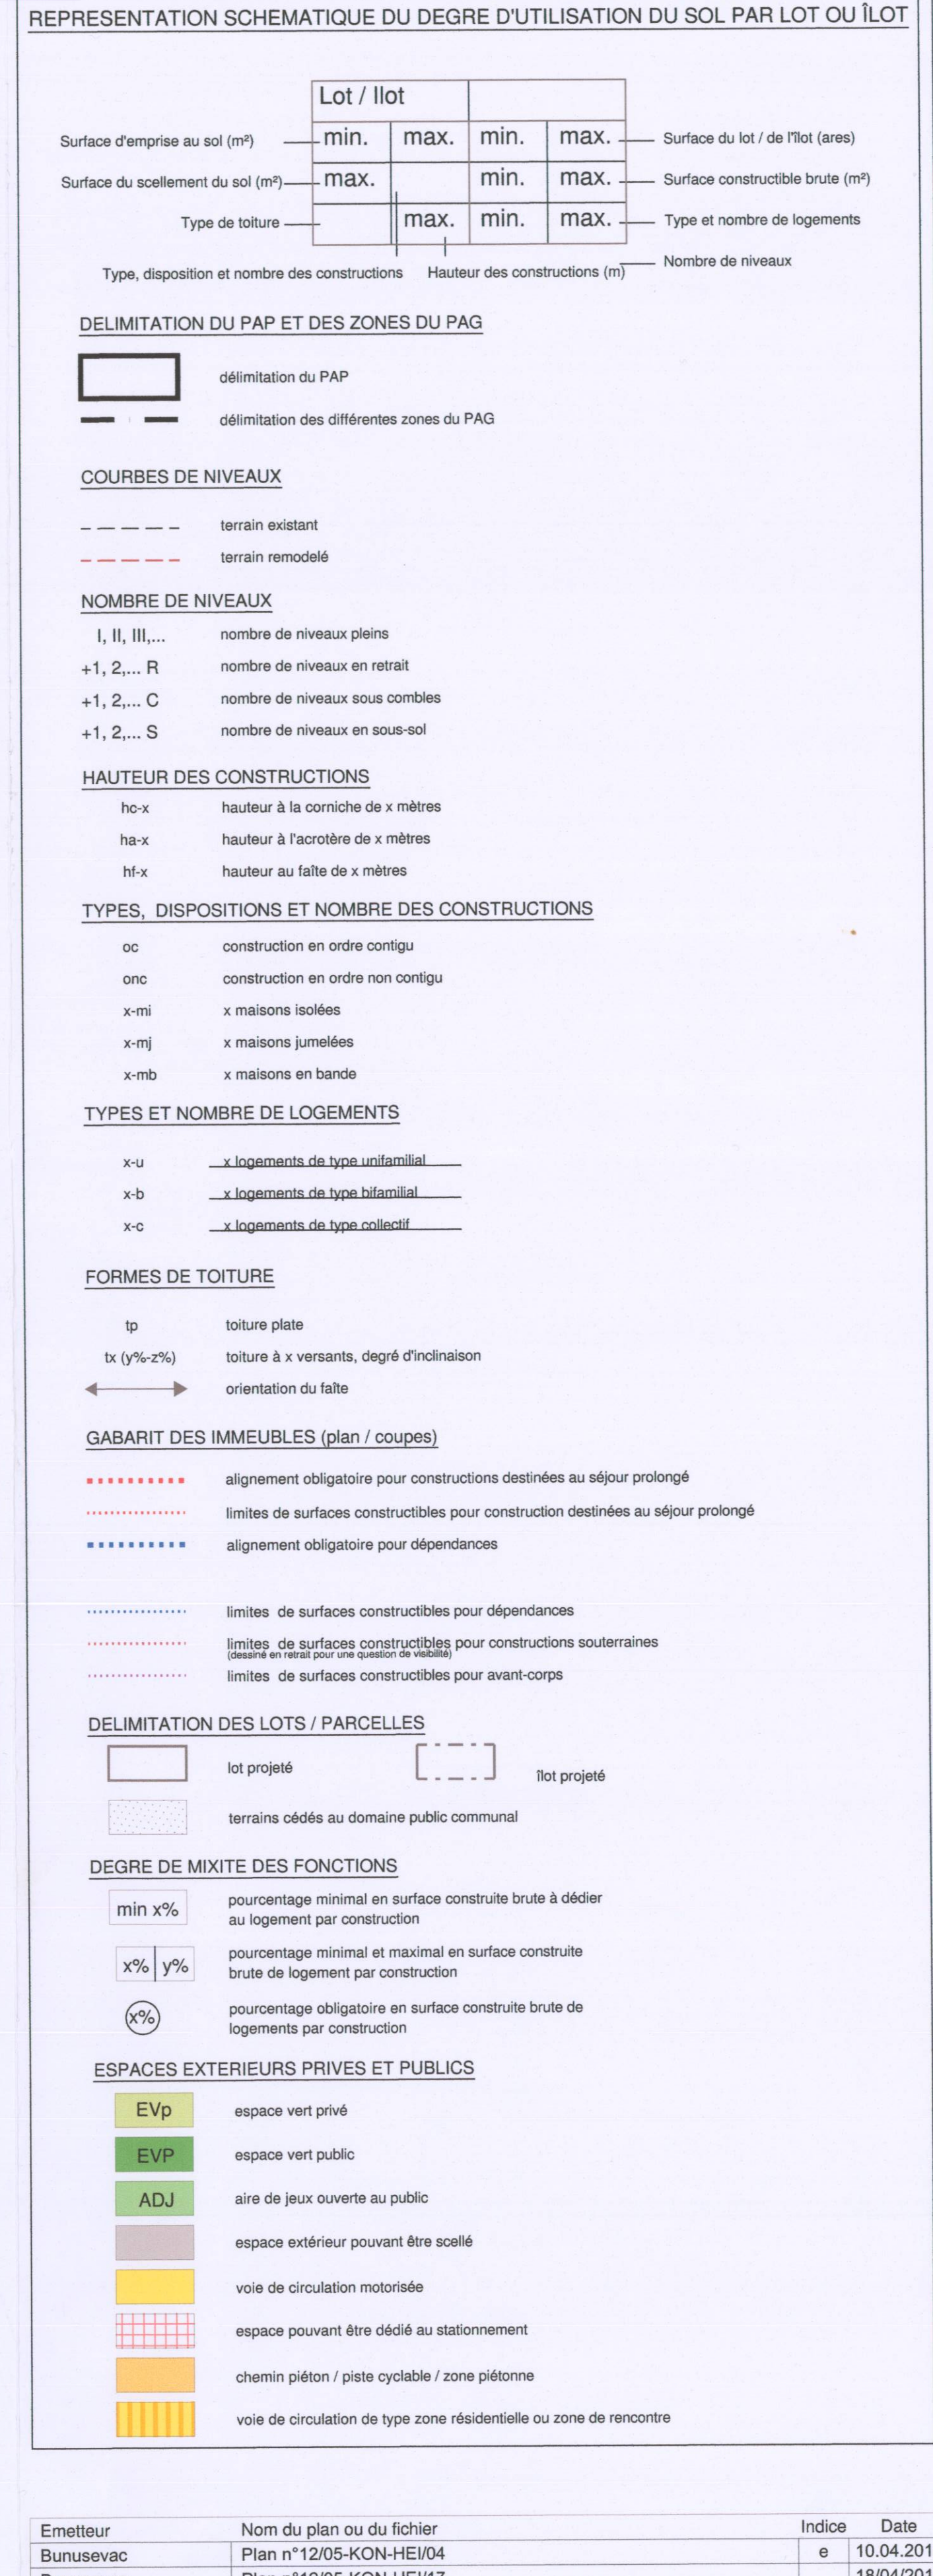 REPRESENTATION SCHEMATIQUE DU DEGRE D'UTILISATION DU SOL PAR LOT OU ÎLOT
Lot / Ilot
Surface d'emprise au sol (m²) min. max. min. max. Surface du lot / de l'îlot (ares)
Surface du scellement du sol (m²) max. min. max. Surface constructible brute (m²)
Type de toiture max. min. max. Type et nombre de logements
Type, disposition et nombre des constructions Hauteur des constructions (m) Nombre de niveaux
DELIMITATION DU PAP ET DES ZONES DU PAG
délimitation du PAP
délimitation des différentes zones du PAG
COURBES DE NIVEAUX
terrain existant
terrain remodelé
NOMBRE DE NIVEAUX
I, II, III,... nombre de niveaux pleins
+1, 2,... R nombre de niveaux en retrait
+1, 2,... C nombre de niveaux sous combles
+1, 2,... S nombre de niveaux en sous-sol
HAUTEUR DES CONSTRUCTIONS
hc-x hauteur à la corniche de x mètres
ha-x hauteur à l'acrotère de x mètres
hf-x hauteur au faîte de x mètres
TYPES, DISPOSITIONS ET NOMBRE DES CONSTRUCTIONS
oc construction en ordre contigu
onc construction en ordre non contigu
x-mi x maisons isolées
x-mj x maisons jumelées
x-mb x maisons en bande
TYPES ET NOMBRE DE LOGEMENTS
x-u x logements de type unifamilial
x-b x logements de type bifamilial
x-c x logements de type collectif
FORMES DE TOITURE
tp toiture plate
tx (y%-z%) toiture à x versants, degré d'inclinaison
orientation du faîte
GABARIT DES IMMEUBLES (plan / coupes)
alignement obligatoire pour constructions destinées au séjour prolongé
limites de surfaces constructibles pour construction destinées au séjour prolongé
alignement obligatoire pour dépendances
limites de surfaces constructibles pour dépendances
limites de surfaces constructibles pour constructions souterraines
(dessiné en retrait pour une question de visibilité)
limites de surfaces constructibles pour avant-corps
DELIMITATION DES LOTS / PARCELLES
lot projeté îlot projeté
terrains cédés au domaine public communal
DEGRE DE MIXITE DES FONCTIONS
min x% pourcentage minimal en surface construite brute à dédier
au logement par construction
x% y% pourcentage minimal et maximal en surface construite
brute de logement par construction
x% pourcentage obligatoire en surface construite brute de
logements par construction
ESPACES EXTERIEURS PRIVES ET PUBLICS
EVp espace vert privé
EVP espace vert public
ADJ aire de jeux ouverte au public
espace extérieur pouvant être scellé
voie de circulation motorisée
espace pouvant être dédié au stationnement
chemin piéton / piste cyclable / zone piétonne
voie de circulation de type zone résidentielle ou zone de rencontre
Emetteur Nom du plan ou du fichier Indice Date
Bunusevac Plan n°12/05-KON-HEI/04 e 10.04.201